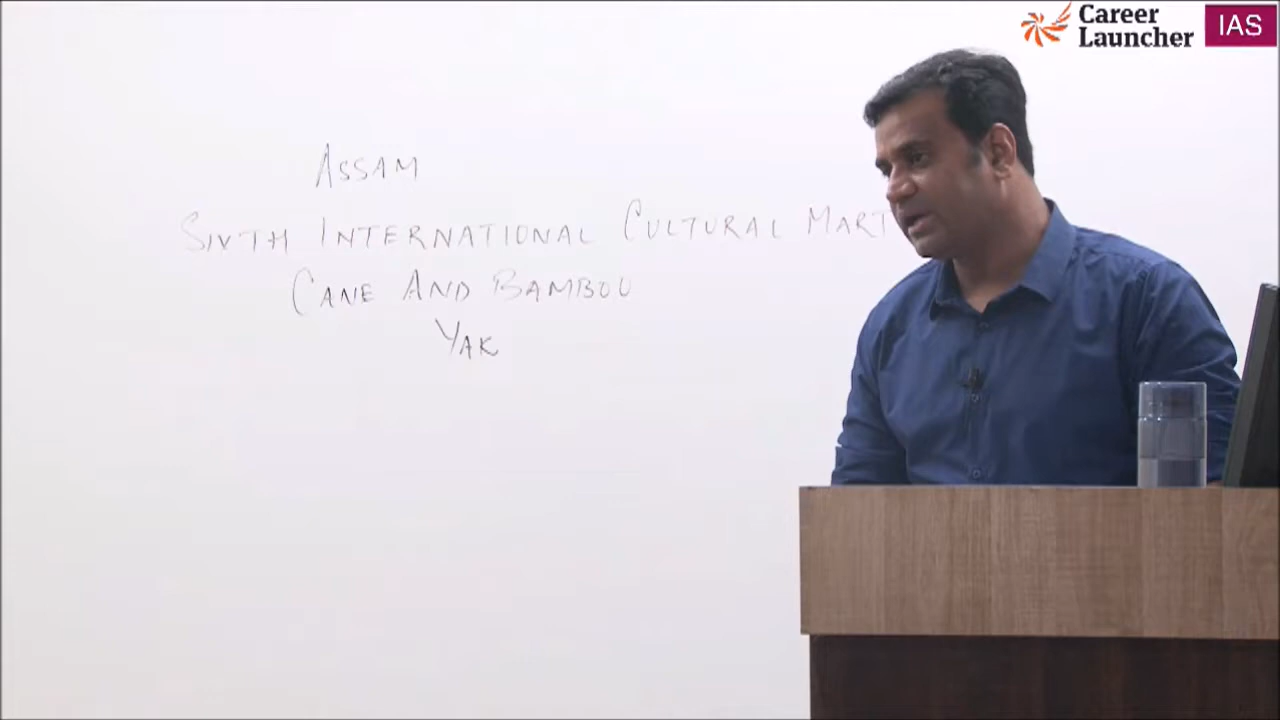 Career
Launcher
IAS
ASSAM
SIXTH INTERNATIONAL CULTURAL MART
CANE AND BAMBOO
YAK